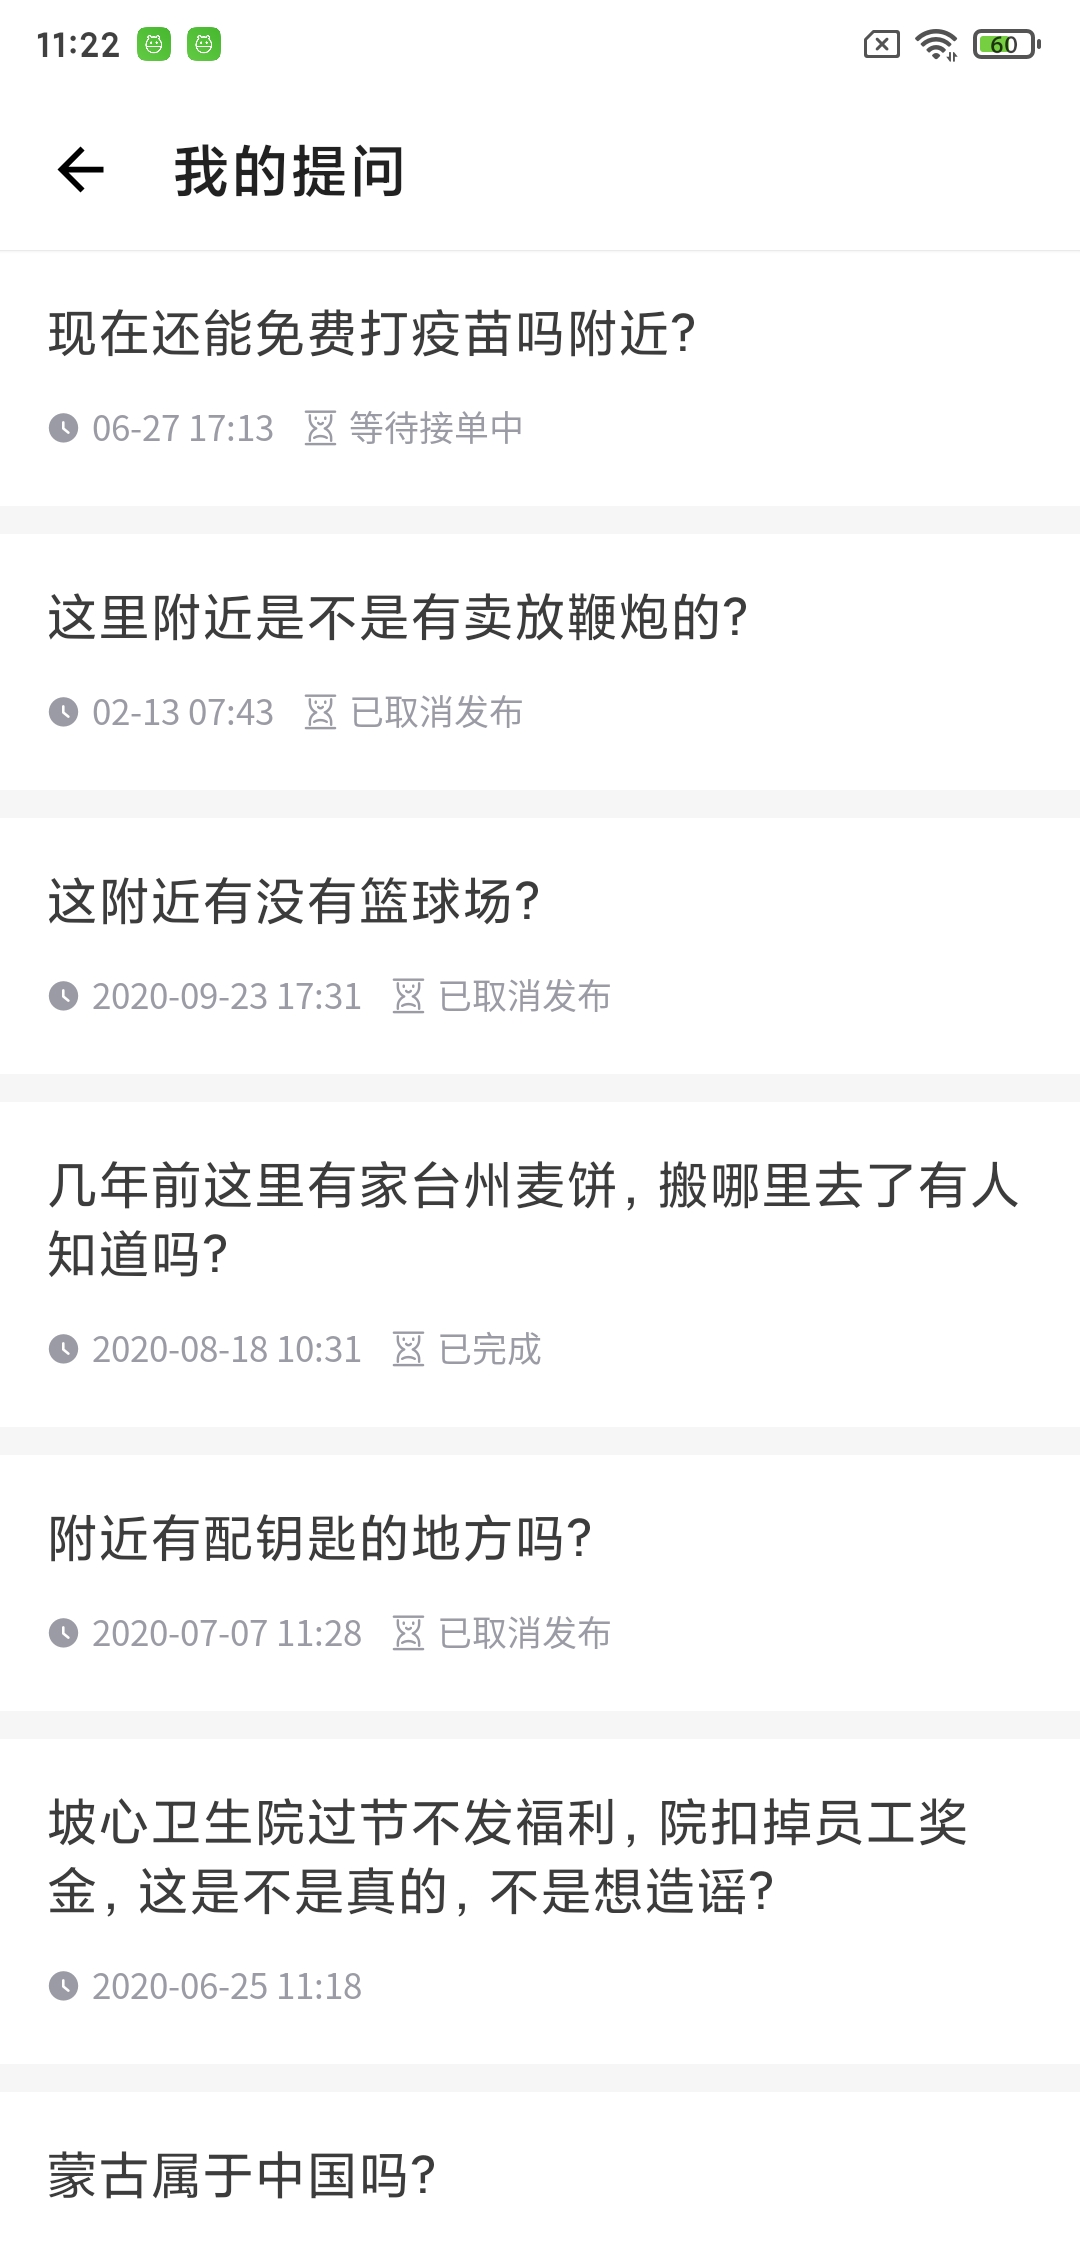 11:22
60
我的提问
现在还能免费打疫苗吗附近?
06-27 17:13 等待接单中
这里附近是不是有卖放鞭炮的?
02-13 07:43 已取消发布
这附近有没有篮球场?
2020-09-23 17:31 已取消发布
几年前这里有家台州麦饼, 搬哪里去了有人
知道吗?
2020-08-18 10:31 已完成
附近有配钥匙的地方吗?
2020-07-07 11:28 已取消发布
坡心卫生院过节不发福利, 院扣掉员工奖
金, 这是不是真的, 不是想造谣?
2020-06-25 11:18
蒙古属于中国吗?